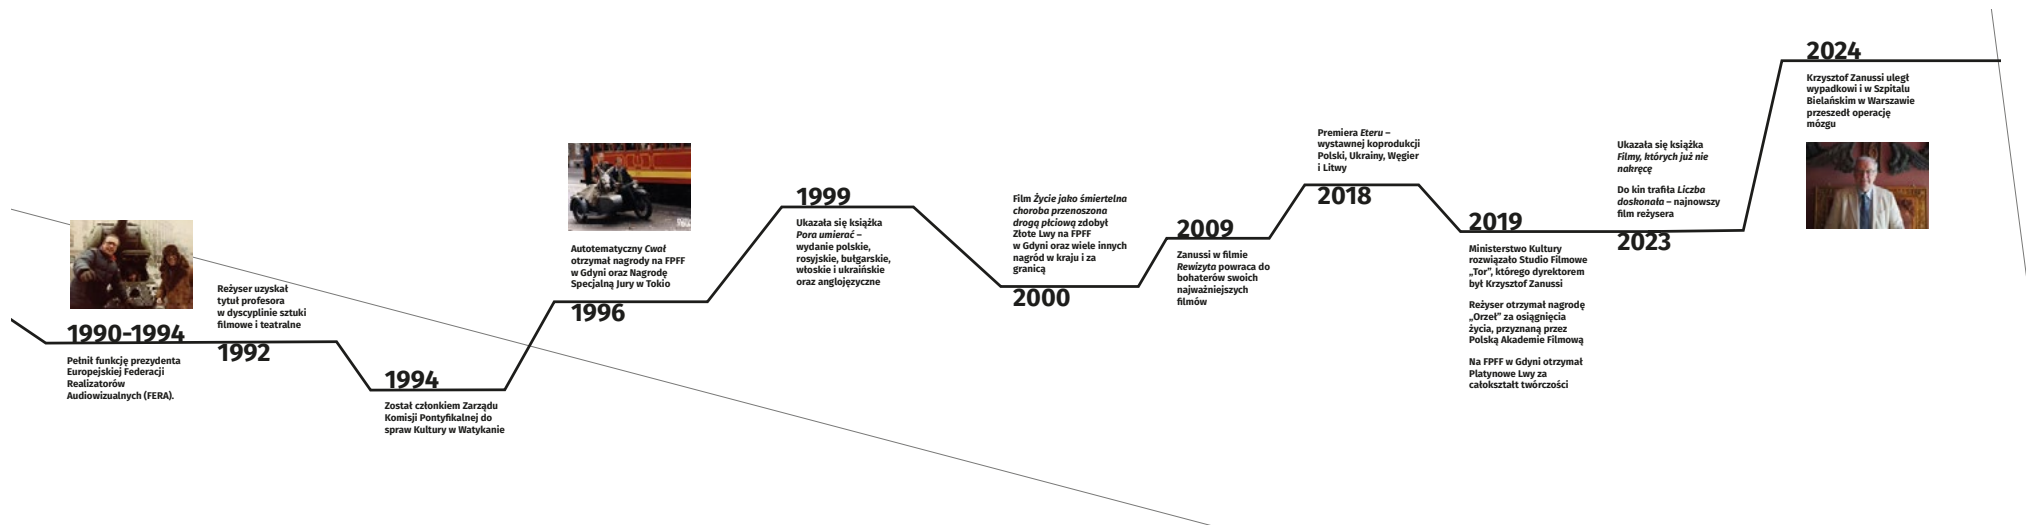 1990-1994
Pełnił funkcję prezydenta
Europejskiej Federacji
Realizatorów
Audiowizualnych (FERA).
Reżyser uzyskał
tytuł profesora
w dyscyplinie sztuki
filmowe i teatralne
1992
1994
Został członkiem Zarządu
Komisji Pontyfikalnej do
spraw Kultury w Watykanie
Autotematyczny Cwał
otrzymał nagrody na FPFF
w Gdyni oraz Nagrodę
Specjalną Jury w Tokio
1996
1999
Ukazała się książka
Pora umierać –
wydanie polskie,
rosyjskie, bułgarskie,
włoskie i ukraińskie
oraz anglojęzyczne
Film Życie jako śmiertelna
choroba przenoszona
drogą płciową zdobył
Złote Lwy na FPFF
w Gdyni oraz wiele innych
nagród w kraju i za
granicą
2000
2009
Zanussi w filmie
Rewizyta powraca do
bohaterów swoich
najważniejszych
filmów
Premiera Eteru –
wystawnej koprodukcji
Polski, Ukrainy, Węgier
i Litwy
2018
2019
Ministerstwo Kultury
rozwiązało Studio Filmowe
„Tor”, którego dyrektorem
był Krzysztof Zanussi
Reżyser otrzymał nagrodę
„Orzeł” za osiągnięcia
życia, przyznaną przez
Polską Akademie Filmową
Na FPFF w Gdyni otrzymał
Platynowe Lwy za
całokształt twórczości
Ukazała się książka
Filmy, których już nie
nakręcę
Do kin trafiła Liczba
doskonała – najnowszy
film reżysera
2023
2024
Krzysztof Zanussi uległ
wypadkowi i w Szpitalu
Bielańskim w Warszawie
przeszedł operację
mózgu